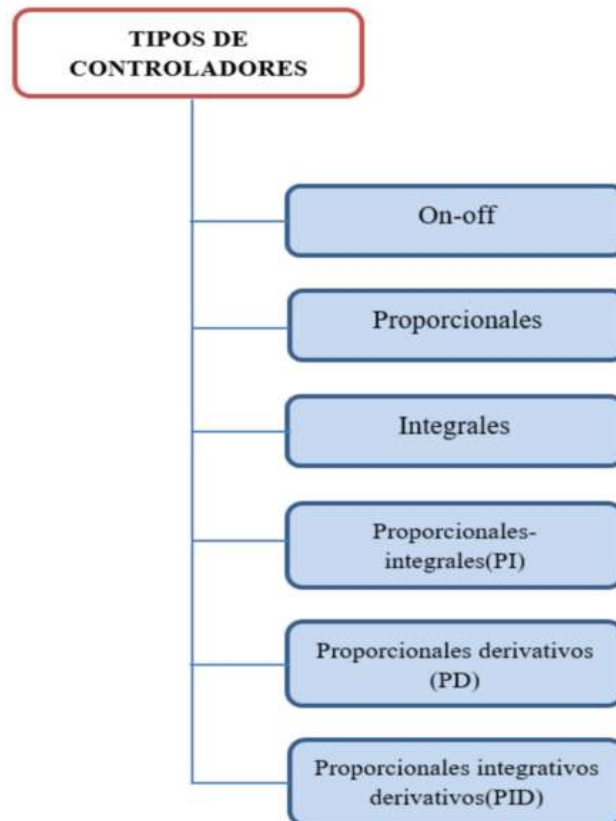 TIPOS DE
CONTROLADORES
On-off
Proporcionales
Integrales
Proporcionales-
integrales(PI)
Proporcionales derivativos
(PD)
Proporcionales integrativos
derivativos(PID)